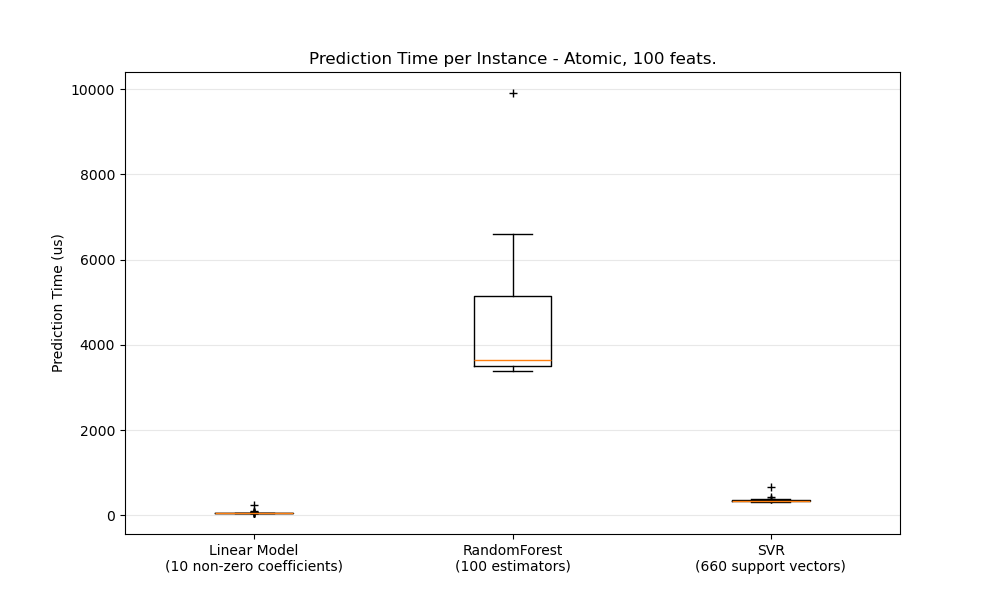 Prediction Time per Instance - Atomic, 100 feats.
Prediction Time (us)
10000
8000
6000
4000
2000
0
Linear Model
(10 non-zero coefficients)
RandomForest
(100 estimators)
SVR
(660 support vectors)